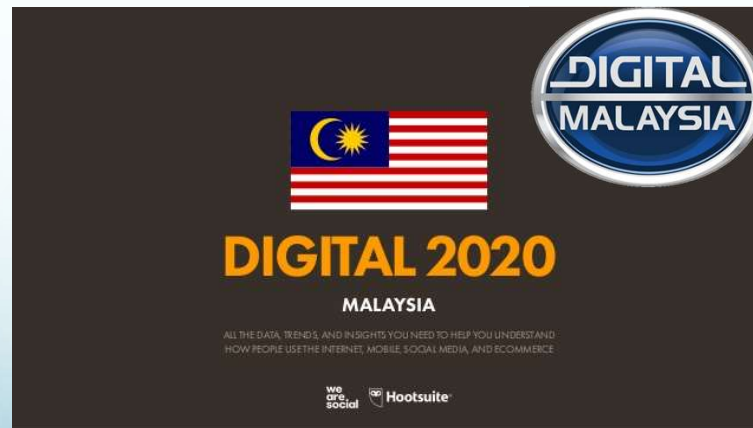 DIGITAL
MALAYSIA
DIGITAL 2020
MALAYSIA
ALL THE DATA, TRENDS, AND INSIGHTS YOU NEED TO HELP YOU UNDERSTAND
HOW PEOPLE USE THE INTERNET, MOBILE, SOCIAL MEDIA, AND ECOMMERCE
we
are
social
Hootsuite